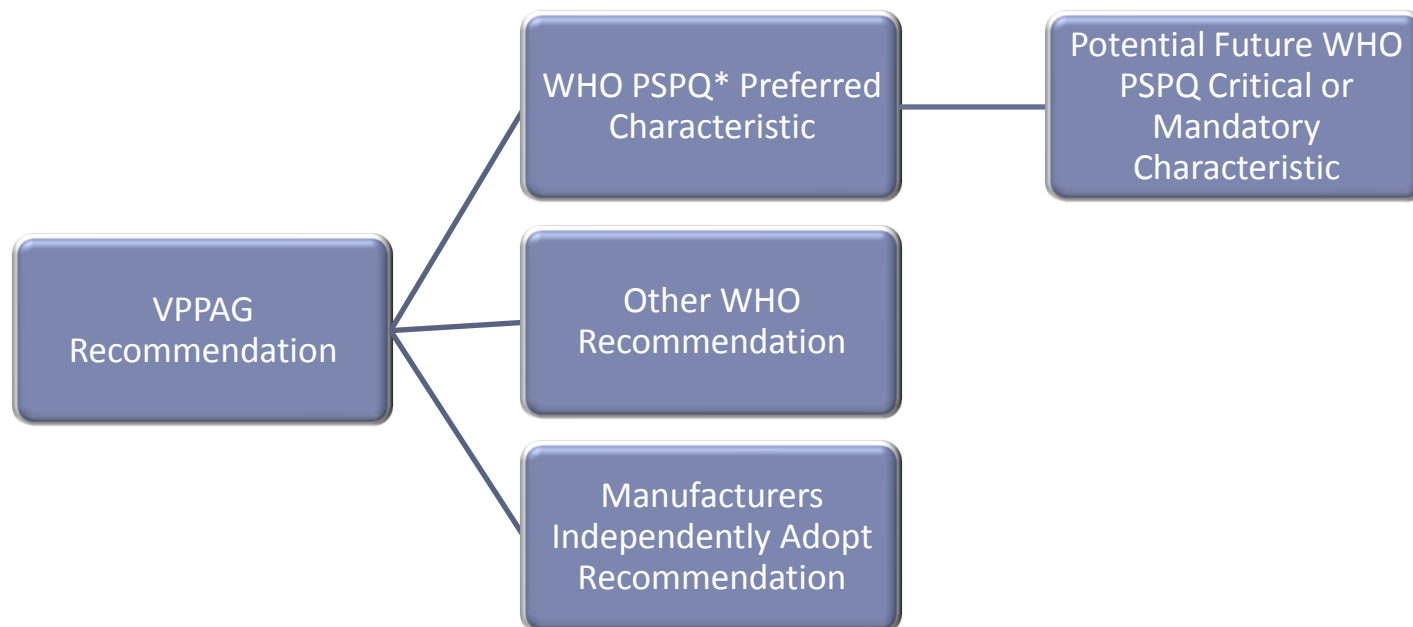 VPPAG
Recommendation
WHO PSPQ* Preferred
Characteristic
Potential Future WHO
PSPQ Critical or
Mandatory
Characteristic
Other WHO
Recommendation
Manufacturers
Independently Adopt
Recommendation